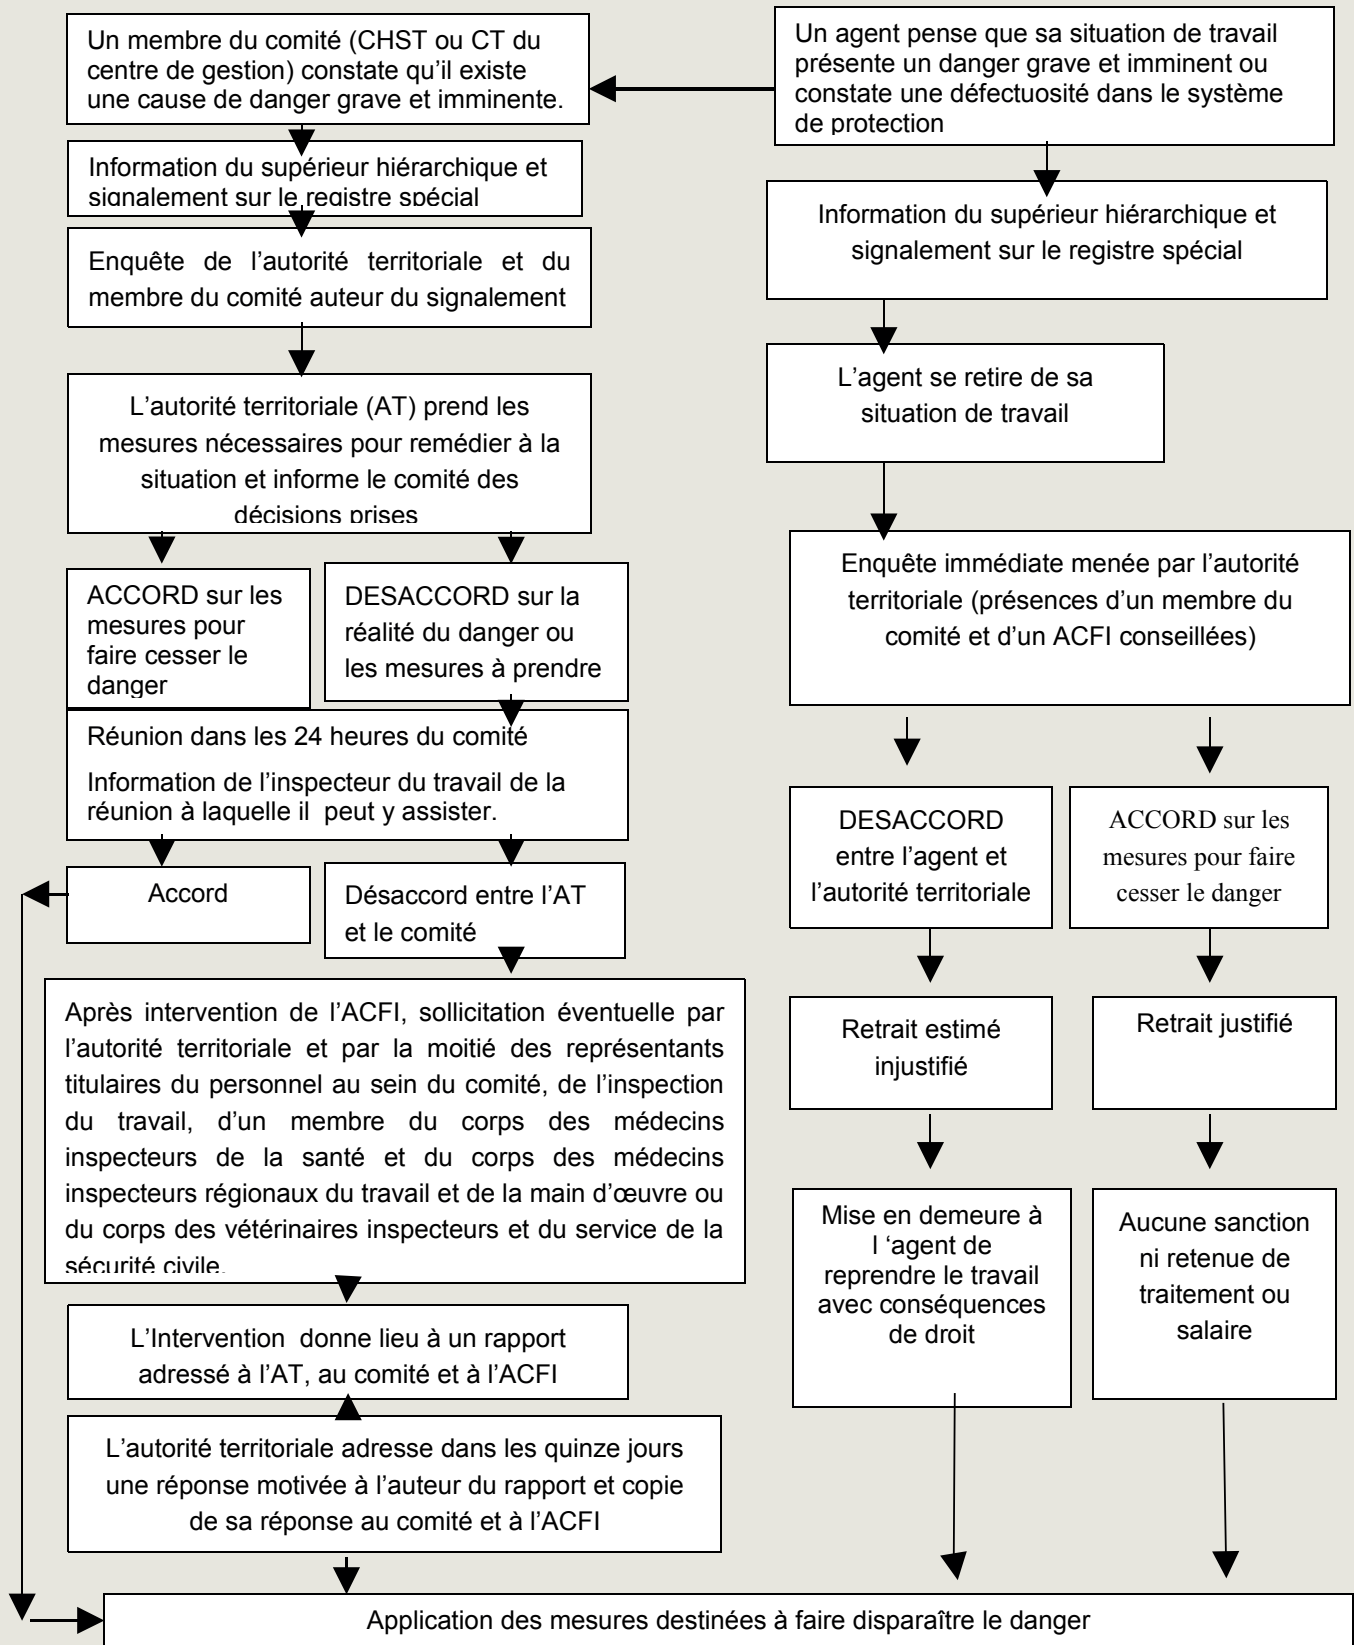 Un membre du comité (CHST ou CT du
centre de gestion) constate qu’il existe
une cause de danger grave et imminente.
Un agent pense que sa situation de travail
présente un danger grave et imminent ou
constate une défectuosité dans le système
de protection
Information du supérieur hiérarchique et
signalement sur le registre spécial
Information du supérieur hiérarchique et
signalement sur le registre spécial
Enquête de l’autorité territoriale et du
membre du comité auteur du signalement
L’agent se retire de sa
situation de travail
L’autorité territoriale (AT) prend les
mesures nécessaires pour remédier à la
situation et informe le comité des
décisions prises
Enquête immédiate menée par l’autorité
territoriale (présences d’un membre du
comité et d’un ACFI conseillées)
ACCORD sur les
mesures pour
faire cesser le
danger
DESACCORD sur la
réalité du danger ou
les mesures à prendre
Réunion dans les 24 heures du comité
Information de l’inspecteur du travail de la
réunion à laquelle il  peut y assister.
DESACCORD
entre l’agent et
l’autorité territoriale
ACCORD sur les
mesures pour faire
cesser le danger
Accord
Désaccord entre l’AT
et le comité
Après intervention de l’ACFI, sollicitation éventuelle par
l’autorité territoriale et par la moitié des représentants
titulaires du personnel au sein du comité, de l’inspection
du travail, d’un membre du corps des médecins
inspecteurs de la santé et du corps des médecins
inspecteurs régionaux du travail et de la main d’œuvre ou
du corps des vétérinaires inspecteurs et du service de la
sécurité civile.
Retrait estimé
injustifié
Retrait justifié
Mise en demeure à
l ‘agent de
reprendre le travail
avec conséquences
de droit
Aucune sanction
ni retenue de
traitement ou
salaire
L’Intervention  donne lieu à un rapport
adressé à l’AT, au comité et à l’ACFI
L’autorité territoriale adresse dans les quinze jours
une réponse motivée à l’auteur du rapport et copie
de sa réponse au comité et à l’ACFI
Application des mesures destinées à faire disparaître le danger